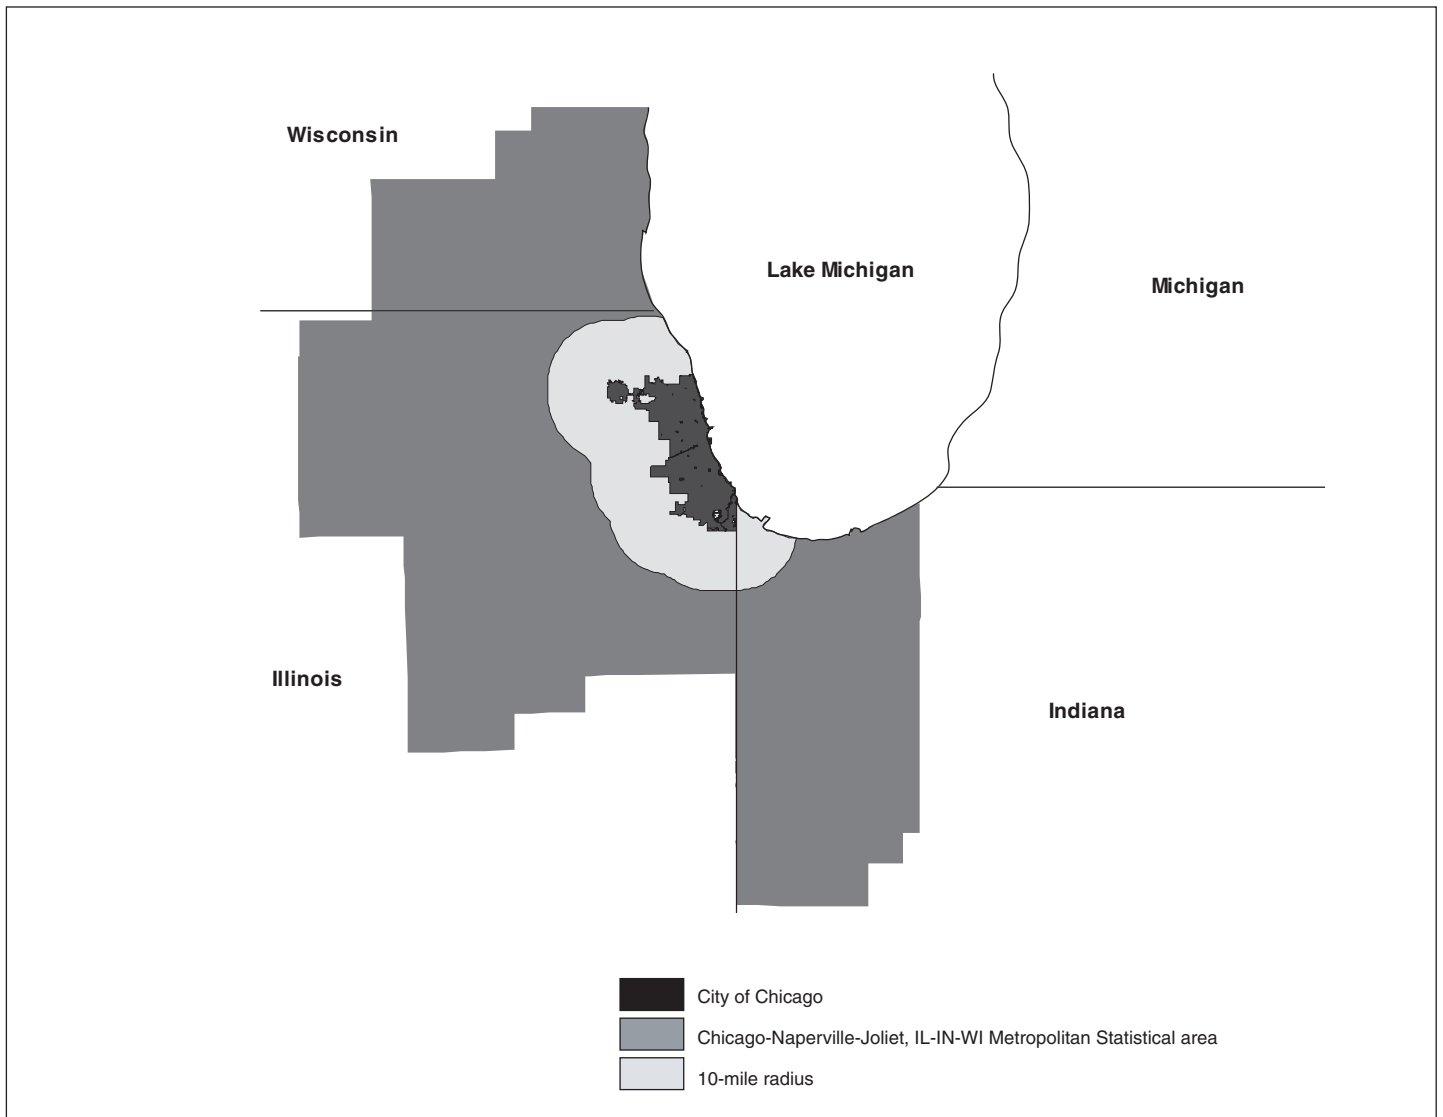 Wisconsin
Lake Michigan
Michigan
Illinois
Indiana
City of Chicago
Chicago-Naperville-Joliet, IL-IN-WI Metropolitan Statistical area
10-mile radius